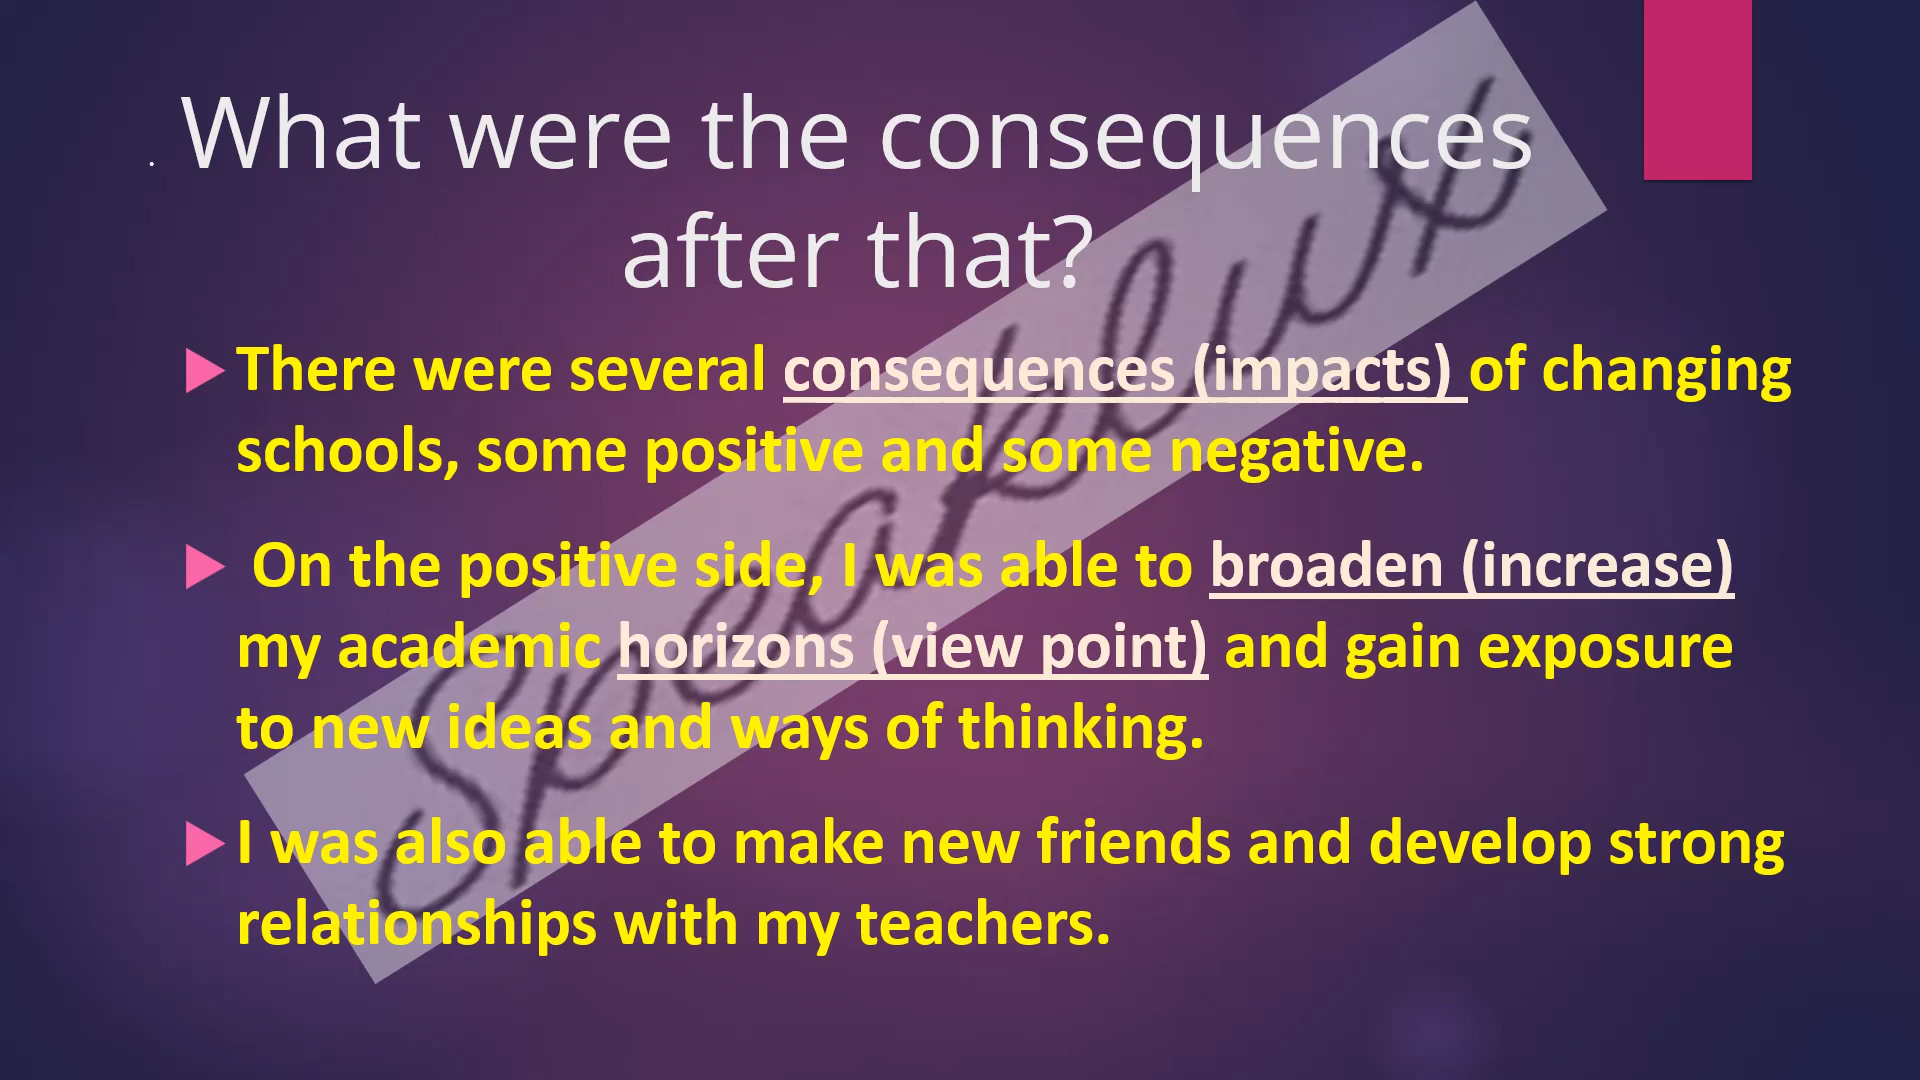 . What were the consequences
after that?
There were several consequences (impacts) of changing
schools, some positive and some negative.
On the positive side, I was able to broaden (increase)
my academic horizons (view point) and gain exposure
to new ideas and ways of thinking.
I was also able to make new friends and develop strong
relationships with my teachers.
Speakluxe